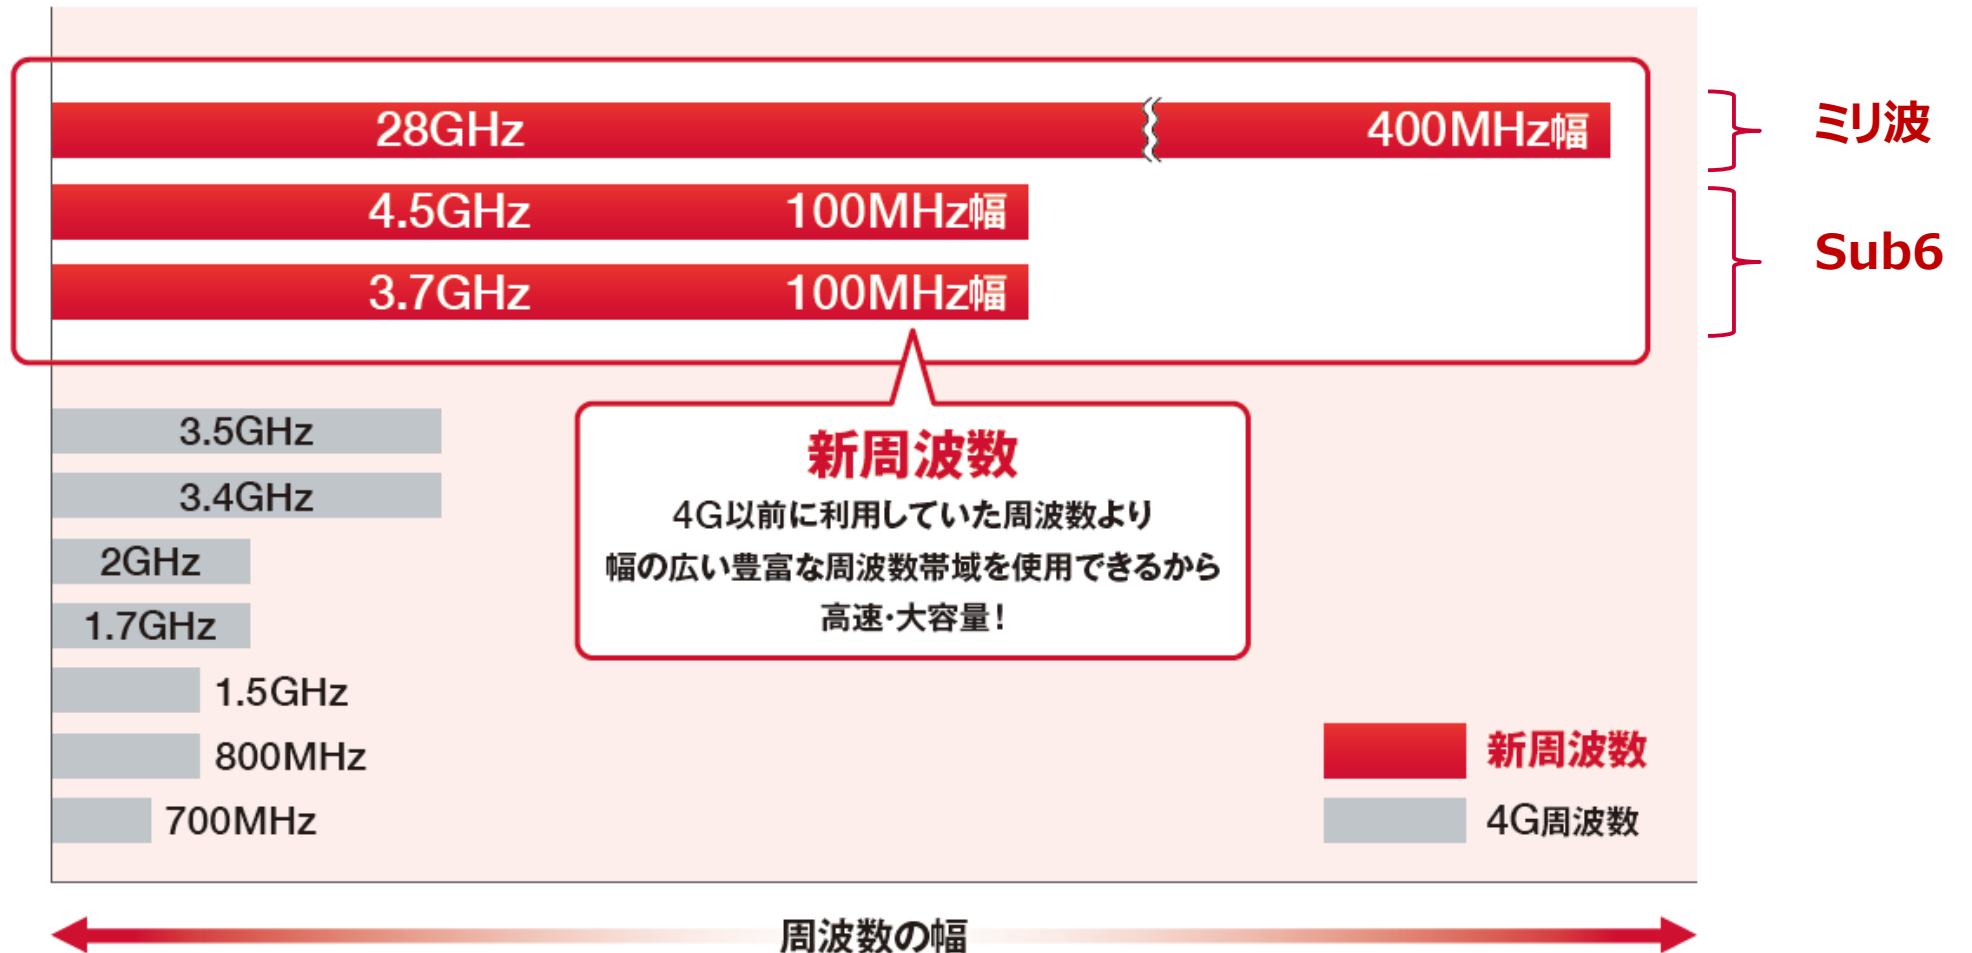 28GHz 400MHz幅
ミリ波
4.5GHz 100MHz幅
Sub6
3.7GHz 100MHz幅
3.5GHz
3.4GHz
2GHz
1.7GHz
1.5GHz
800MHz
700MHz
新周波数
4G以前に利用していた周波数より
幅の広い豊富な周波数帯域を使用できるから
高速・大容量!
新周波数
4G周波数
周波数の幅